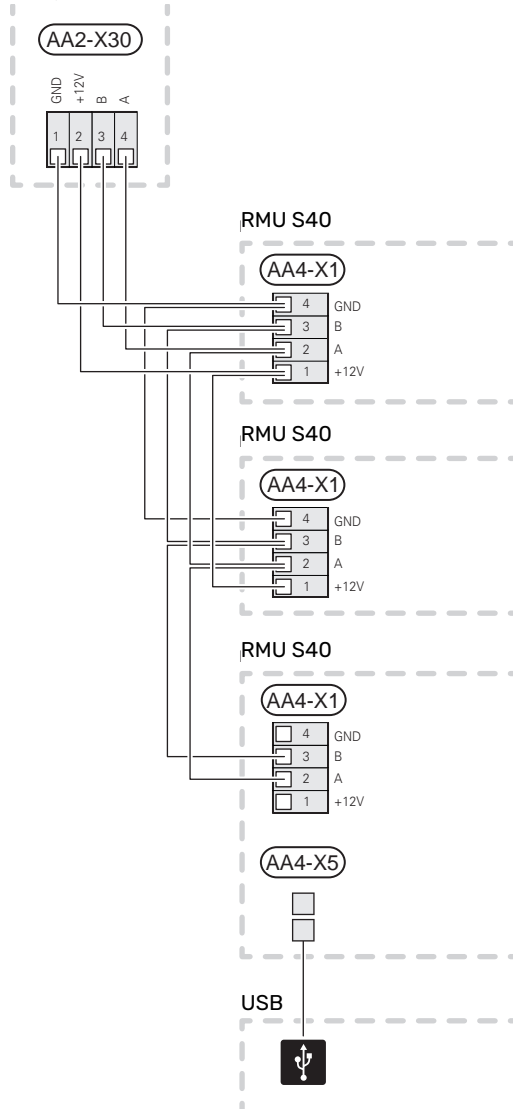 AA2-X30
GND +12V B A
1 2 3 4
RMU S40
AA4-X1
4 GND
3 B
2 A
1 +12V
RMU S40
AA4-X1
4 GND
3 B
2 A
1 +12V
RMU S40
AA4-X1
4 GND
3 B
2 A
1 +12V
AA4-X5
USB